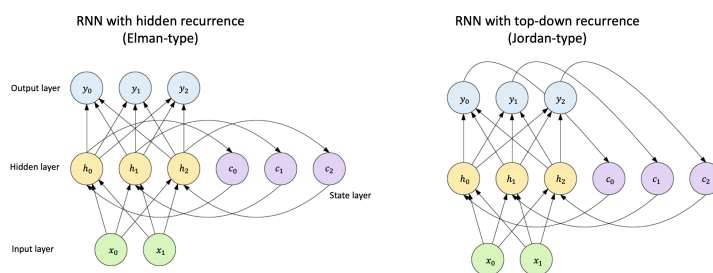 RNN with hidden recurrence
(Elman-type)
Output layer
y₀ y₁ y₂
Hidden layer
h₀ h₁ h₂ c₀ c₁ c₂
State layer
Input layer
x₀ x₁
RNN with top-down recurrence
(Jordan-type)
y₀ y₁ y₂
h₀ h₁ h₂ c₀ c₁ c₂
x₀ x₁